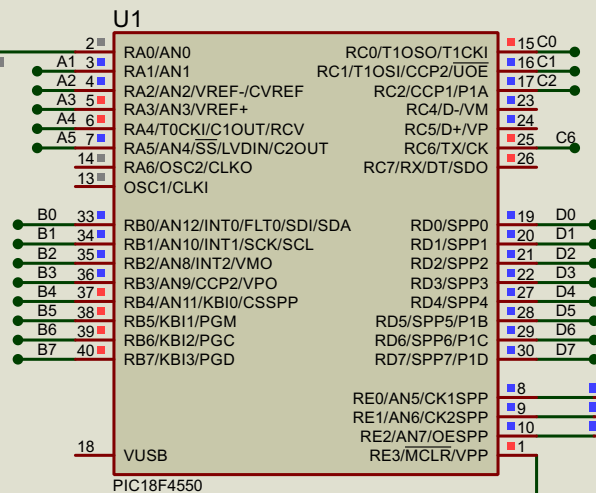 U1
2 RA0/AN0 RC0/T1OSO/T1CKI 15 C0
A1 3 RA1/AN1 RC1/T1OSI/CCP2/UOE 16 C1
A2 4 RA2/AN2/VREF-/CVREF RC2/CCP1/P1A 17 C2
A3 5 RA3/AN3/VREF+ RC4/D-/VM 23
A4 6 RA4/T0CKI/C1OUT/RCV RC5/D+/VP 24
A5 7 RA5/AN4/SS/LVDIN/C2OUT RC6/TX/CK 25 C6
14 RA6/OSC2/CLKO RC7/RX/DT/SDO 26
13 OSC1/CLKI
B0 33 RB0/AN12/INT0/FLT0/SDI/SDA RD0/SPP0 19 D0
B1 34 RB1/AN10/INT1/SCK/SCL RD1/SPP1 20 D1
B2 35 RB2/AN8/INT2/VMO RD2/SPP2 21 D2
B3 36 RB3/AN9/CCP2/VPO RD3/SPP3 22 D3
B4 37 RB4/AN11/KBI0/CSSPP RD4/SPP4 27 D4
B5 38 RB5/KBI1/PGM RD5/SPP5/P1B 28 D5
B6 39 RB6/KBI2/PGC RD6/SPP6/P1C 29 D6
B7 40 RB7/KBI3/PGD RD7/SPP7/P1D 30 D7
RE0/AN5/CK1SPP 8
RE1/AN6/CK2SPP 9
RE2/AN7/OESPP 10
18 VUSB RE3/MCLR/VPP 1
PIC18F4550